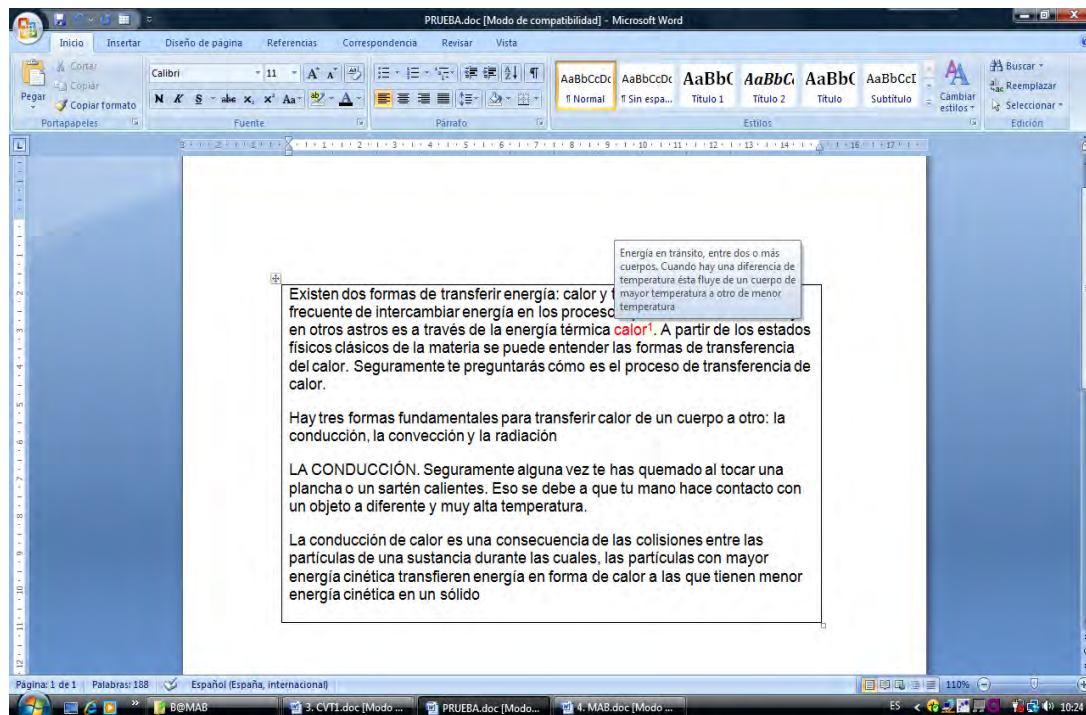 PRUEBA.doc [Modo de compatibilidad] - Microsoft Word
Inicio Insertar Diseño de página Referencias Correspondencia Revisar Vista
Pegar
Cortar
Copiar
Copiar formato
Portapapeles
Calibri 11
N K S abc x, x² Aa
Fuente
Párrafo
AaBbCcDc AaBbCcDc AaBbC AaBbC AaBbC AaBbCcI
¶ Normal ¶ Sin espa... Título 1 Título 2 Título Subtítulo
Cambiar estilos
Estilos
Buscar
Reemplazar
Seleccionar
Edición
Energía en tránsito, entre dos o más
cuerpos. Cuando hay una diferencia de
temperatura ésta fluye de un cuerpo de
mayor temperatura a otro de menor
temperatura
Existen dos formas de transferir energía: calor y
frecuente de intercambiar energía en los proceso
en otros astros es a través de la energía térmica calor¹. A partir de los estados
físicos clásicos de la materia se puede entender las formas de transferencia
del calor. Seguramente te preguntarás cómo es el proceso de transferencia de
calor.
Hay tres formas fundamentales para transferir calor de un cuerpo a otro: la
conducción, la convección y la radiación
LA CONDUCCIÓN. Seguramente alguna vez te has quemado al tocar una
plancha o un sartén calientes. Eso se debe a que tu mano hace contacto con
un objeto a diferente y muy alta temperatura.
La conducción de calor es una consecuencia de las colisiones entre las
partículas de una sustancia durante las cuales, las partículas con mayor
energía cinética transfieren energía en forma de calor a las que tienen menor
energía cinética en un sólido
Página: 1 de 1 Palabras: 188 Español (España, internacional) 110%
B@MAB 3. CVT1.doc [Modo ... PRUEBA.doc [Modo... 4. MAB.doc [Modo ... ES 10:24